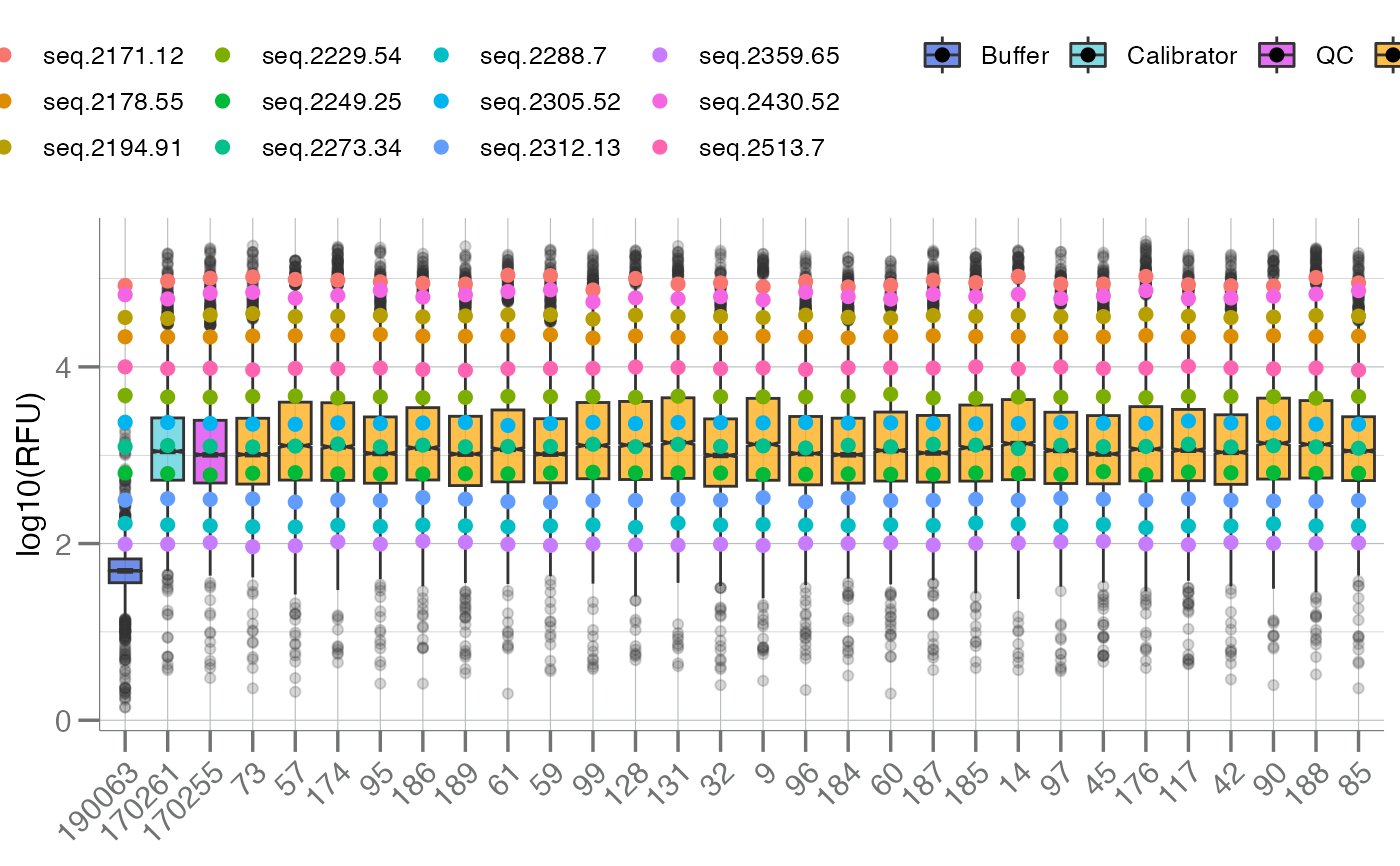 seq.2171.12 seq.2229.54 seq.2288.7 seq.2359.65 Buffer Calibrator QC
seq.2178.55 seq.2249.25 seq.2305.52 seq.2430.52
seq.2194.91 seq.2273.34 seq.2312.13 seq.2513.7
log10(RFU)
4
2
0
190063 170261 170255 73 57 174 95 186 189 61 59 99 128 131 32 9 96 184 60 187 185 14 97 45 176 117 42 90 188 85